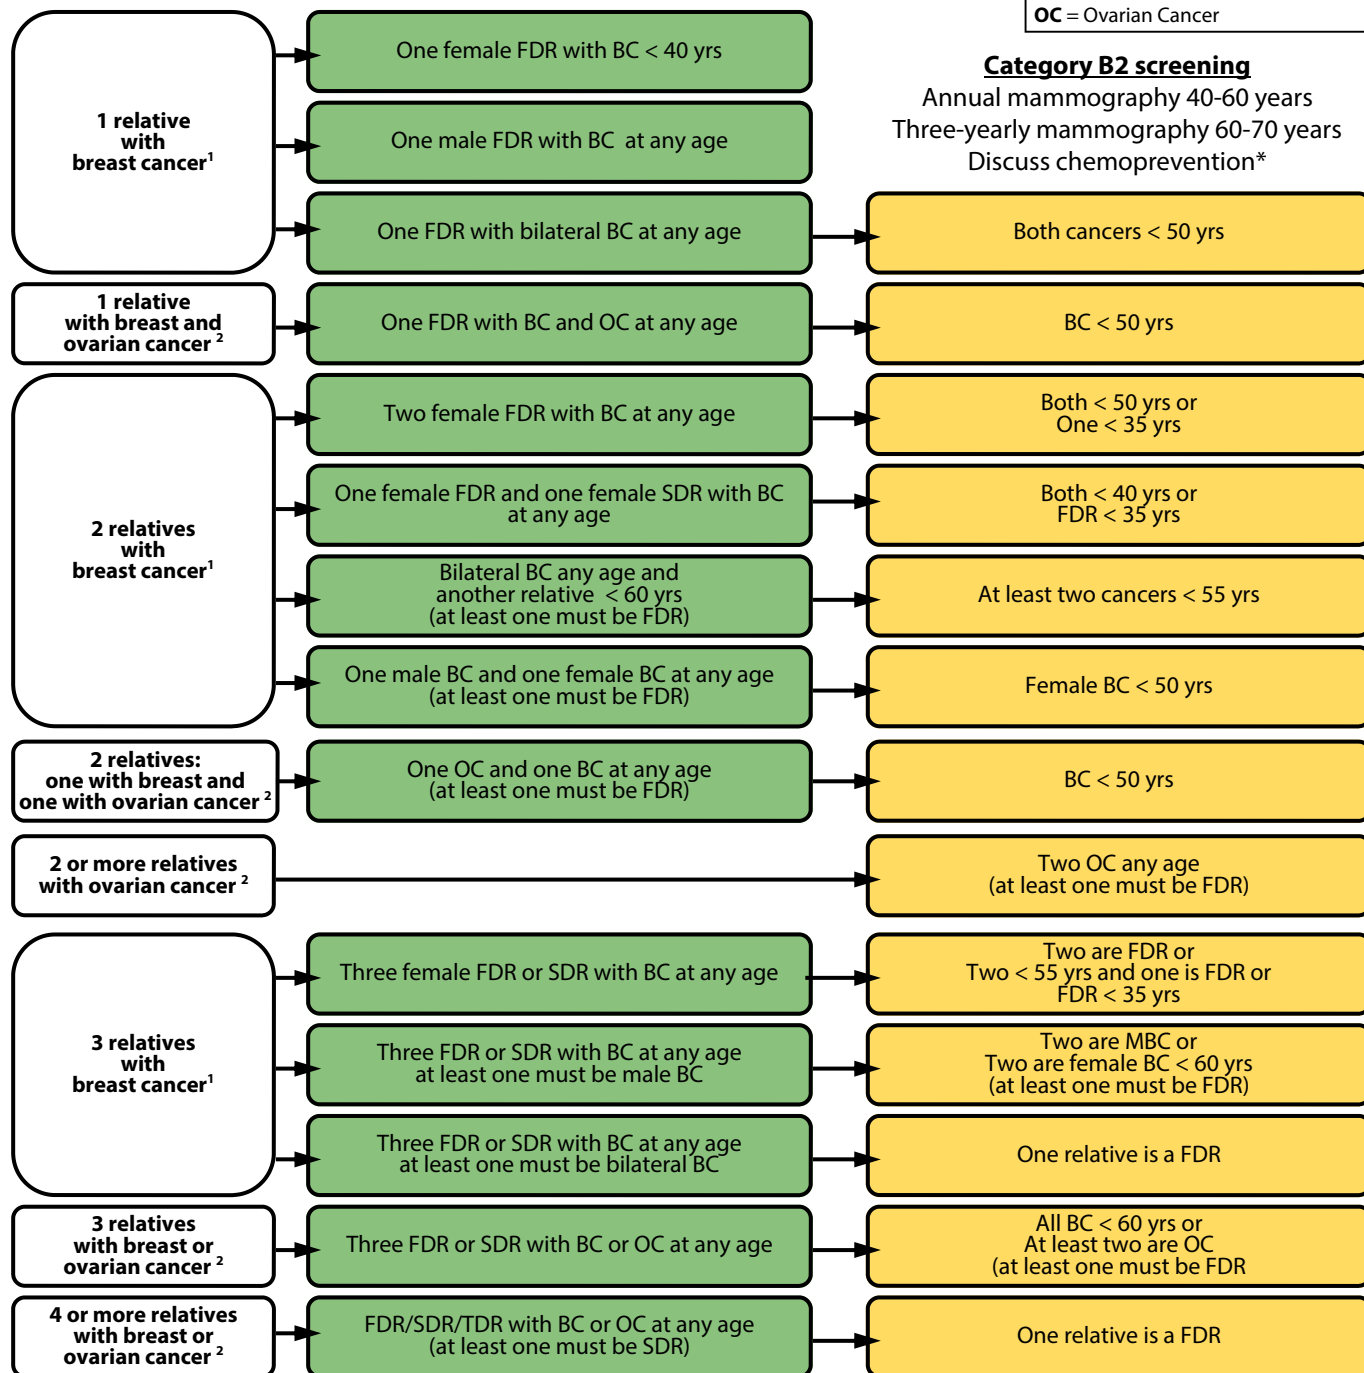 OC = Ovarian Cancer
Category B2 screening
Annual mammography 40-60 years
Three-yearly mammography 60-70 years
Discuss chemoprevention*
1 relative
with
breast cancer¹
One female FDR with BC < 40 yrs
One male FDR with BC at any age
One FDR with bilateral BC at any age
Both cancers < 50 yrs
1 relative
with breast and
ovarian cancer ²
One FDR with BC and OC at any age
BC < 50 yrs
2 relatives
with
breast cancer¹
Two female FDR with BC at any age
Both < 50 yrs or
One < 35 yrs
One female FDR and one female SDR with BC
at any age
Both < 40 yrs or
FDR < 35 yrs
Bilateral BC any age and
another relative < 60 yrs
(at least one must be FDR)
At least two cancers < 55 yrs
One male BC and one female BC at any age
(at least one must be FDR)
Female BC < 50 yrs
2 relatives:
one with breast and
one with ovarian cancer ²
One OC and one BC at any age
(at least one must be FDR)
BC < 50 yrs
2 or more relatives
with ovarian cancer ²
Two OC any age
(at least one must be FDR)
3 relatives
with
breast cancer¹
Three female FDR or SDR with BC at any age
Two are FDR or
Two < 55 yrs and one is FDR or
FDR < 35 yrs
Three FDR or SDR with BC at any age
at least one must be male BC
Two are MBC or
Two are female BC < 60 yrs
(at least one must be FDR)
Three FDR or SDR with BC at any age
at least one must be bilateral BC
One relative is a FDR
3 relatives
with breast or
ovarian cancer ²
Three FDR or SDR with BC or OC at any age
All BC < 60 yrs or
At least two are OC
(at least one must be FDR
4 or more relatives
with breast or
ovarian cancer ²
FDR/SDR/TDR with BC or OC at any age
(at least one must be SDR)
One relative is a FDR